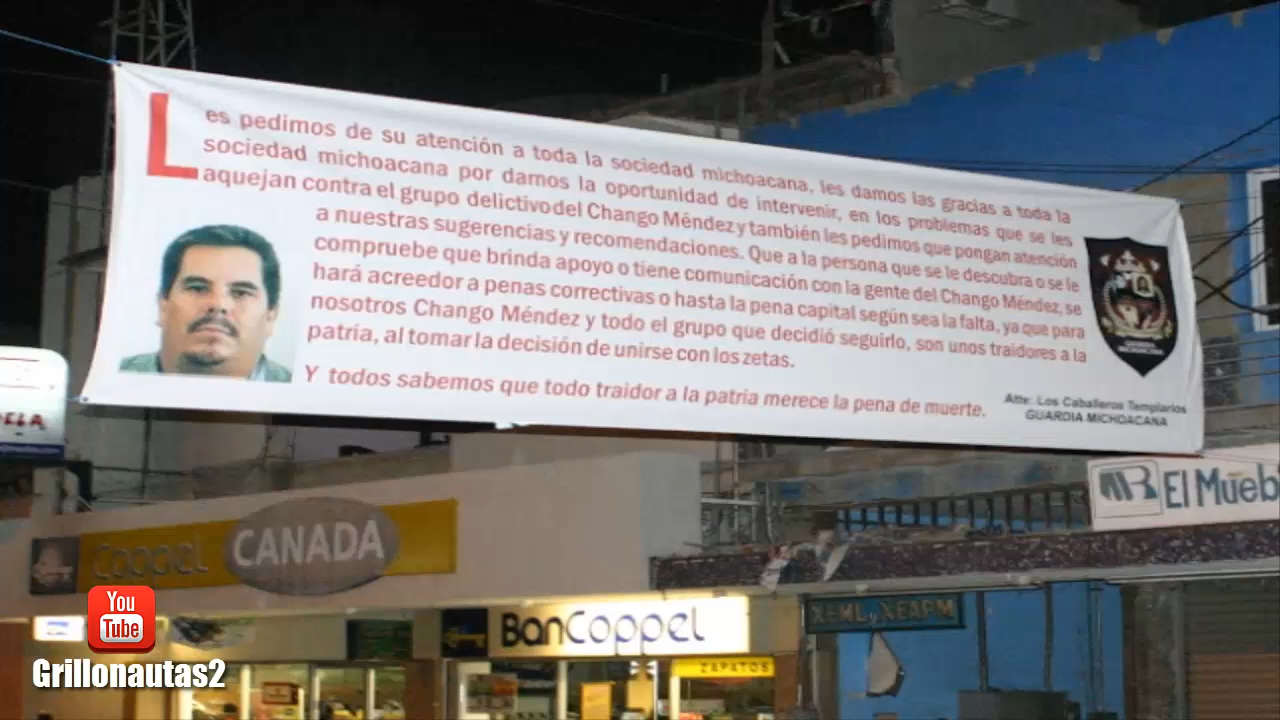 Les pedimos de su atención a toda la sociedad michoacana, les damos las gracias a toda la
sociedad michoacana por darnos la oportunidad de intervenir, en los problemas que se les
aquejan contra el grupo delictivo del Chango Méndez y también les pedimos que pongan atención
a nuestras sugerencias y recomendaciones. Que a la persona que se le descubra o se le
compruebe que brinda apoyo o tiene comunicación con la gente del Chango Méndez, se
hará acreedor a penas correctivas o hasta la pena capital según sea la falta, ya que para
nosotros Chango Méndez y todo el grupo que decidió seguirlo, son unos traidores a la
patria, al tomar la decisión de unirse con los zetas.
Y todos sabemos que todo traidor a la patria merece la pena de muerte.
Atte: Los Caballeros Templarios
GUARDIA MICHOACANA
El Mueb
Coppel
CANADA
BanCoppel
XEML, XEAPM
ZAPATOS
You
Tube
Grillonautas2